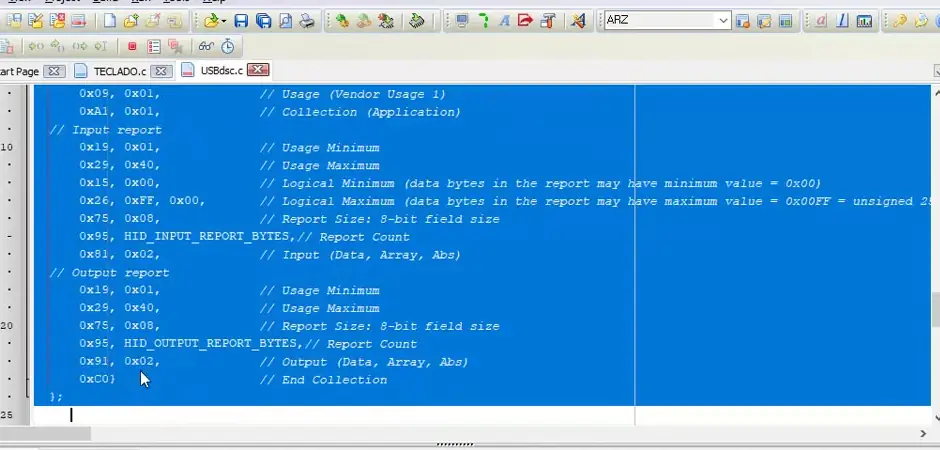 ARZ
art Page TECLADO.c USBdsc.c
0x09, 0x01, // Usage (Vendor Usage 1)
0xA1, 0x01, // Collection (Application)
// Input report
10 0x19, 0x01, // Usage Minimum
0x29, 0x40, // Usage Maximum
0x15, 0x00, // Logical Minimum (data bytes in the report may have minimum value = 0x00)
0x26, 0xFF, 0x00, // Logical Maximum (data bytes in the report may have maximum value = 0x00FF = unsigned 25
0x75, 0x08, // Report Size: 8-bit field size
0x95, HID_INPUT_REPORT_BYTES,// Report Count
0x81, 0x02, // Input (Data, Array, Abs)
// Output report
0x19, 0x01, // Usage Minimum
0x29, 0x40, // Usage Maximum
20 0x75, 0x08, // Report Size: 8-bit field size
0x95, HID_OUTPUT_REPORT_BYTES,// Report Count
0x91, 0x02, // Output (Data, Array, Abs)
0xC0} // End Collection
};
25